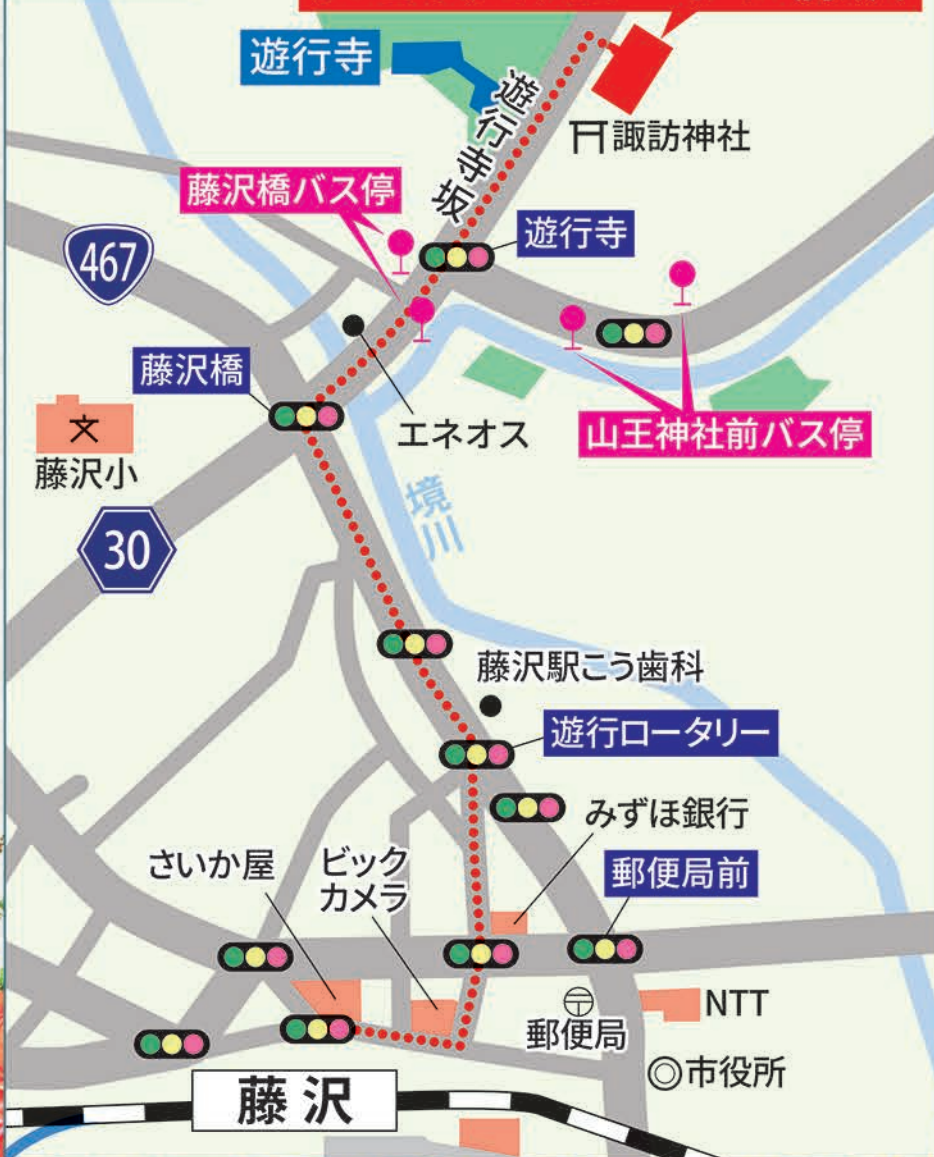 遊行寺
遊行寺坂
諏訪神社
藤沢橋バス停
遊行寺
467
藤沢橋
文
藤沢小
エネオス
山王神社前バス停
境川
30
藤沢駅こう歯科
遊行ロータリー
みずほ銀行
さいか屋
ビック
カメラ
郵便局前
NTT
郵便局
市役所
藤沢